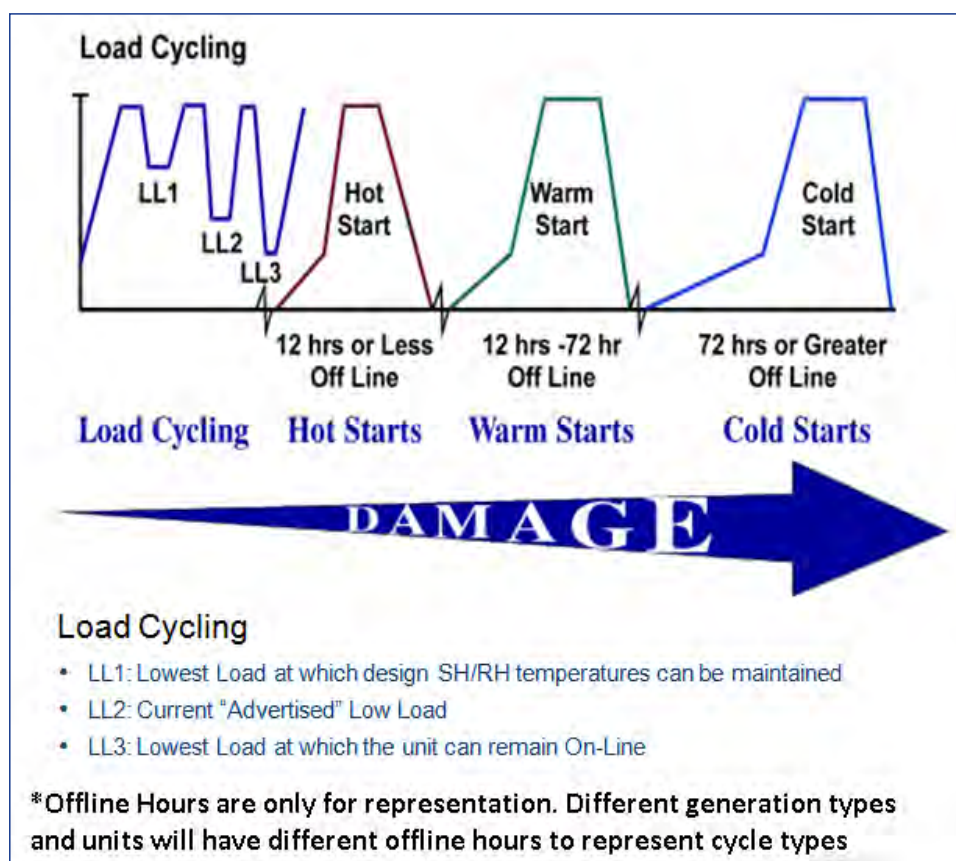 Load Cycling
LL1
LL2
LL3
Hot
Start
Warm
Start
Cold
Start
12 hrs or Less
Off Line
12 hrs -72 hr
Off Line
72 hrs or Greater
Off Line
Load Cycling
Hot Starts
Warm Starts
Cold Starts
DAMAGE
Load Cycling
• LL1: Lowest Load at which design SH/RH temperatures can be maintained
• LL2: Current “Advertised” Low Load
• LL3: Lowest Load at which the unit can remain On-Line
*Offline Hours are only for representation. Different generation types
and units will have different offline hours to represent cycle types